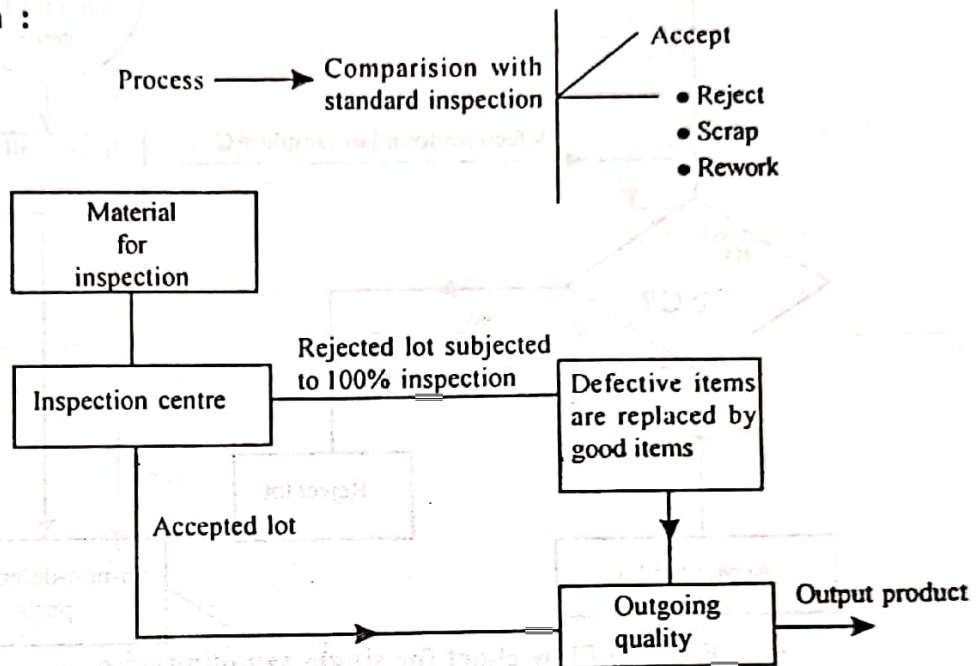 :
Process
Comparision with
standard inspection
Accept
• Reject
• Scrap
• Rework
Material
for
inspection
Inspection centre
Rejected lot subjected
to 100% inspection
Defective items
are replaced by
good items
Accepted lot
Outgoing
quality
Output product